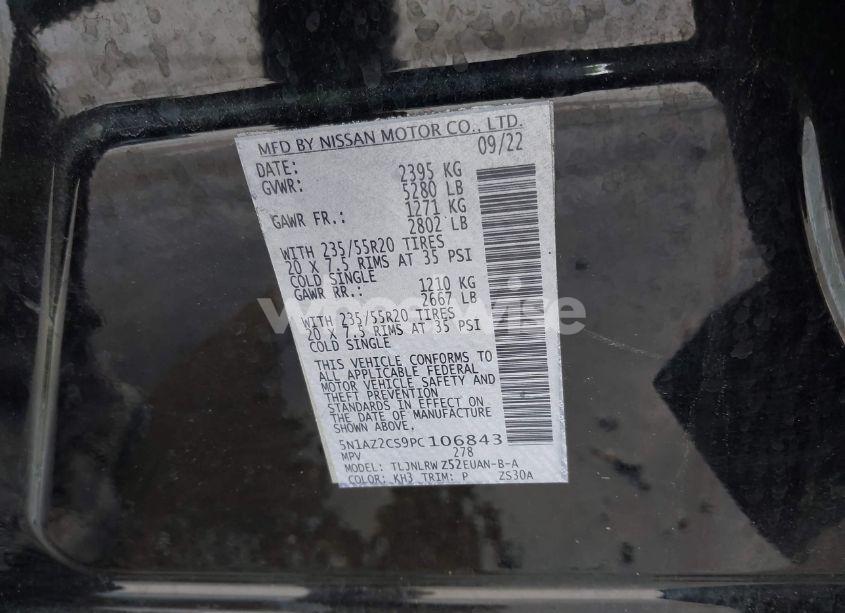 MFD BY NISSAN MOTOR CO., LTD.
DATE: 09/22
GVWR: 2395 KG
5280 LB
GAWR FR.: 1271 KG
2802 LB
WITH 235/55R20 TIRES
20 X 7.5 RIMS AT 35 PSI
COLD SINGLE
GAWR RR.: 1210 KG
2667 LB
WITH 235/55R20 TIRES
20 X 7.5 RIMS AT 35 PSI
COLD SINGLE
THIS VEHICLE CONFORMS TO
ALL APPLICABLE FEDERAL
MOTOR VEHICLE SAFETY AND
THEFT PREVENTION
STANDARDS IN EFFECT ON
THE DATE OF MANUFACTURE
SHOWN ABOVE.
5N1AZ2CS9PC106843
MPV 278
MODEL: TLJNLRW Z52EUAN-B-A
COLOR: KH3 TRIM: P ZS30A